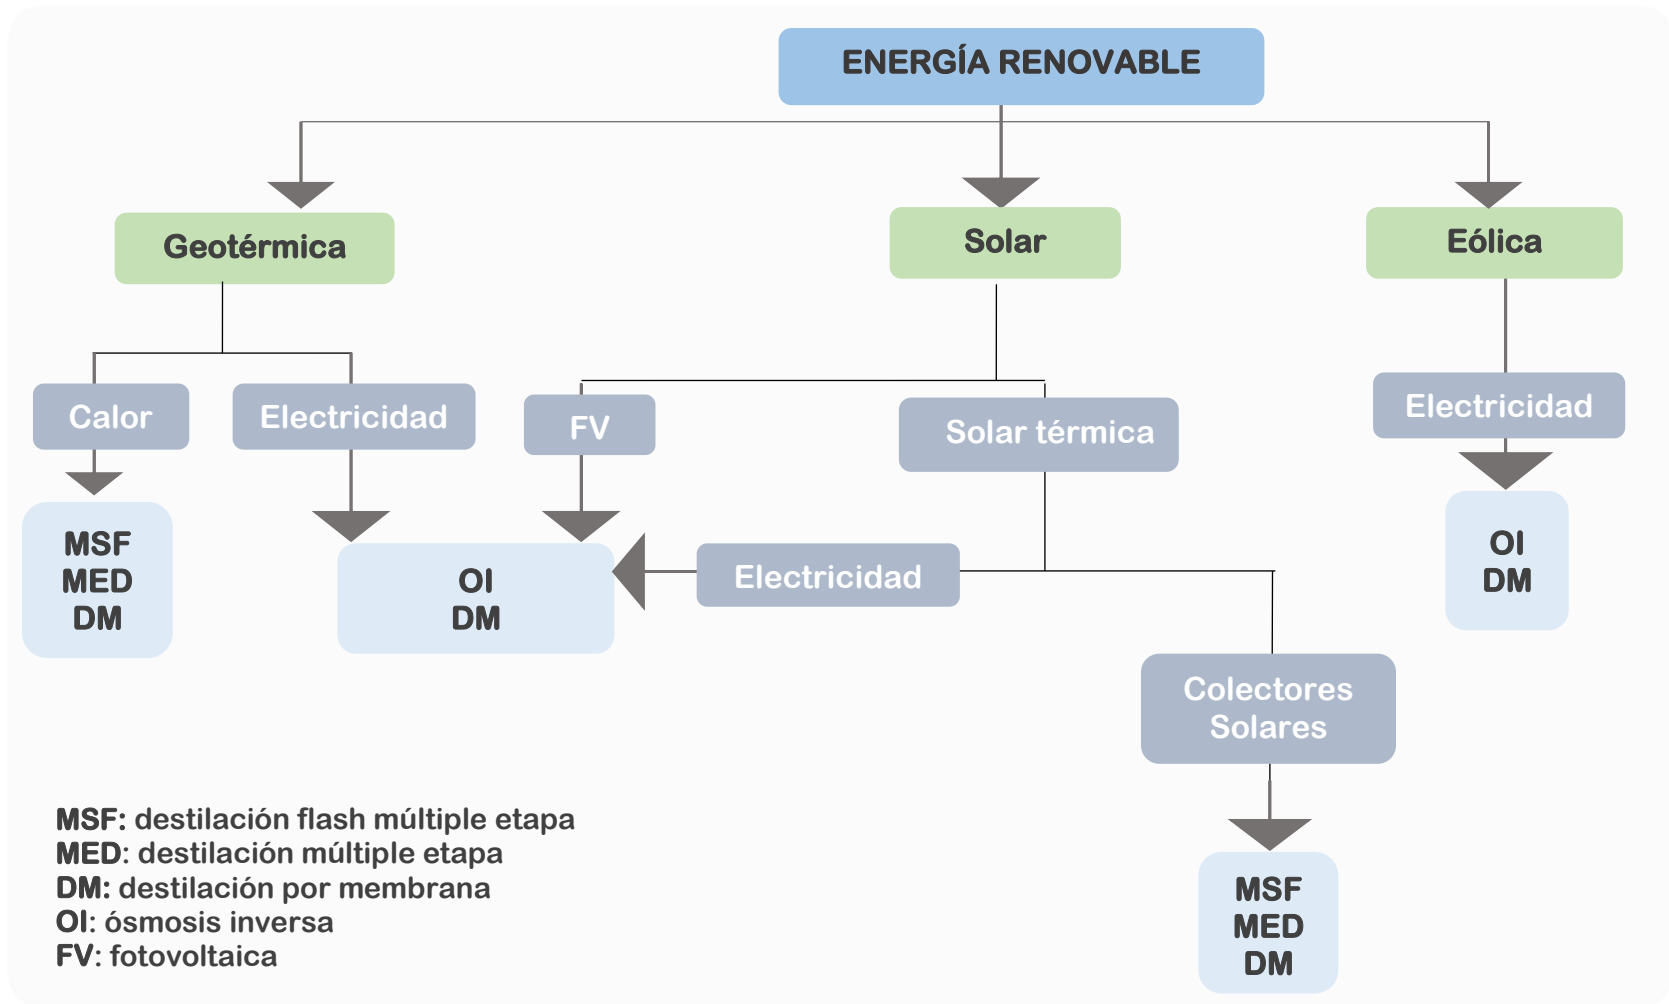 ENERGÍA RENOVABLE
Geotérmica
Solar
Eólica
Calor
Electricidad
FV
Solar térmica
Electricidad
MSF
MED
DM
OI
DM
Electricidad
OI
DM
Colectores
Solares
MSF
MED
DM
MSF: destilación flash múltiple etapa
MED: destilación múltiple etapa
DM: destilación por membrana
OI: ósmosis inversa
FV: fotovoltaica